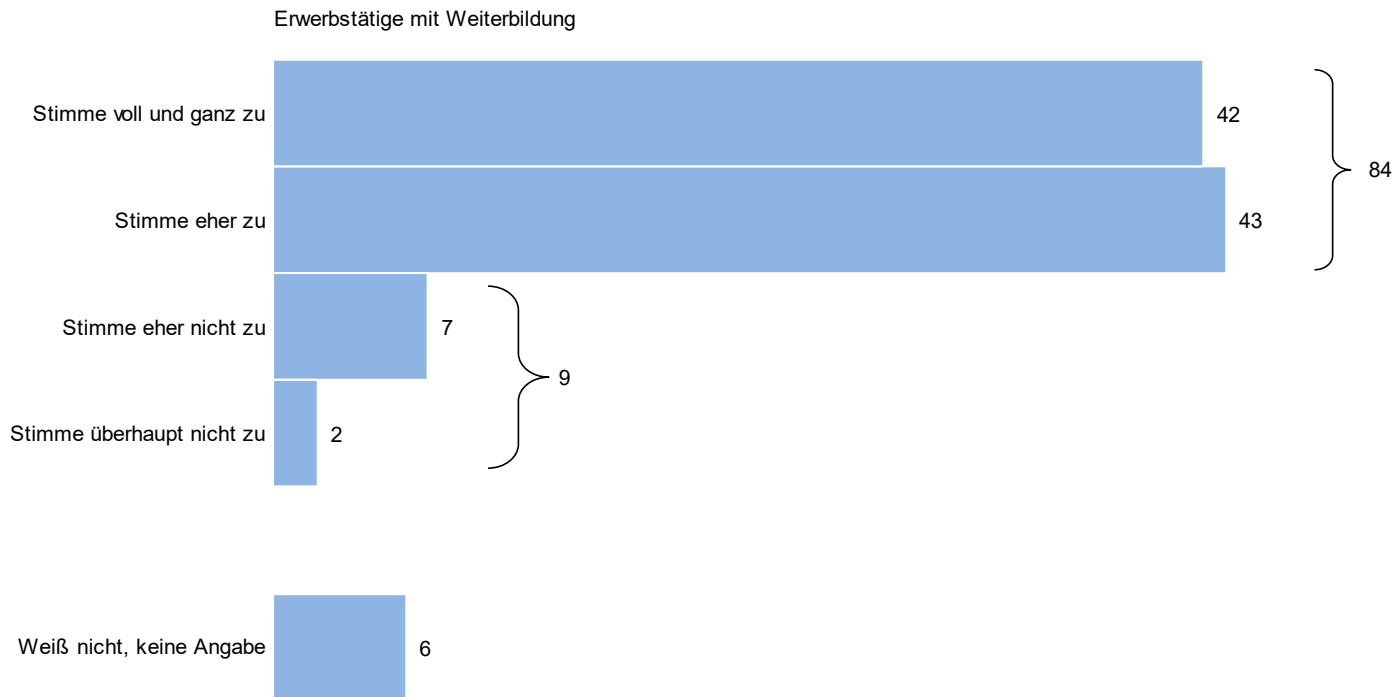 Erwerbstätige mit Weiterbildung
Stimme voll und ganz zu 42
84
Stimme eher zu 43
Stimme eher nicht zu 7
9
Stimme überhaupt nicht zu 2
Weiß nicht, keine Angabe 6